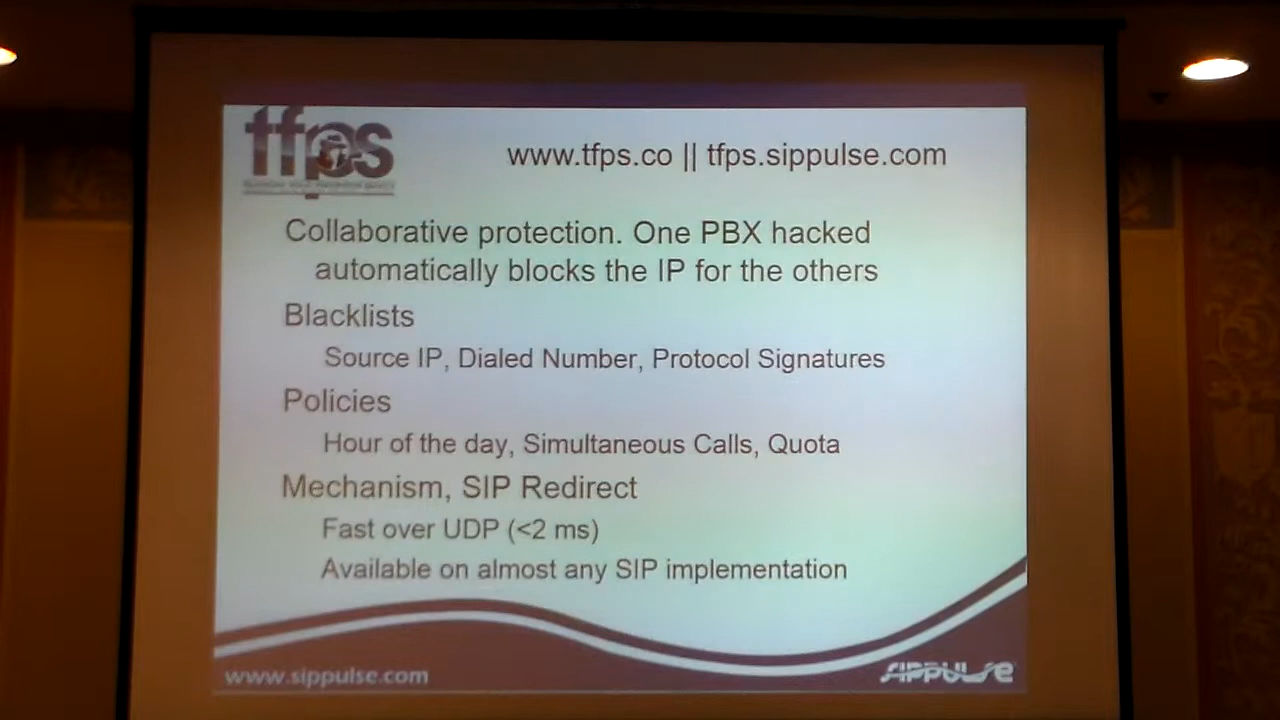 tfps
www.tfps.co || tfps.sippulse.com
Collaborative protection. One PBX hacked
automatically blocks the IP for the others
Blacklists
Source IP, Dialed Number, Protocol Signatures
Policies
Hour of the day, Simultaneous Calls, Quota
Mechanism, SIP Redirect
Fast over UDP (<2 ms)
Available on almost any SIP implementation
www.sippulse.com
SIPPULSE